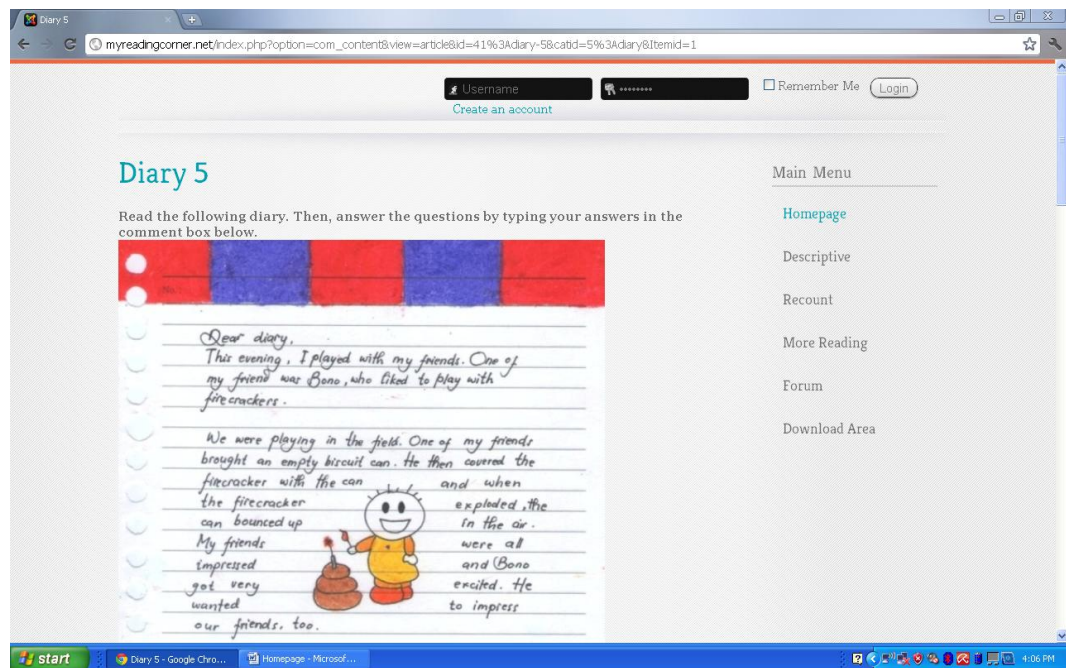 Diary 5
myreadingcorner.net/index.php?option=com_content&view=article&id=41%3Adiary-5&catid=5%3Adiary&Itemid=1
Username
Remember Me
Login
Create an account
Diary 5
Read the following diary. Then, answer the questions by typing your answers in the
comment box below.
Dear diary,
This evening, I played with my friends. One of
my friend was Bono, who liked to play with
firecrackers.
We were playing in the field. One of my friends
brought an empty biscuit can. He then covered the
firecracker with the can and when
the firecracker exploded, the
can bounced up in the air.
My friends were all
impressed and Bono
got very excited. He
wanted to impress
our friends, too.
Main Menu
Homepage
Descriptive
Recount
More Reading
Forum
Download Area
start
Diary 5 - Google Chro...
Homepage - Microsof...
4:06 PM